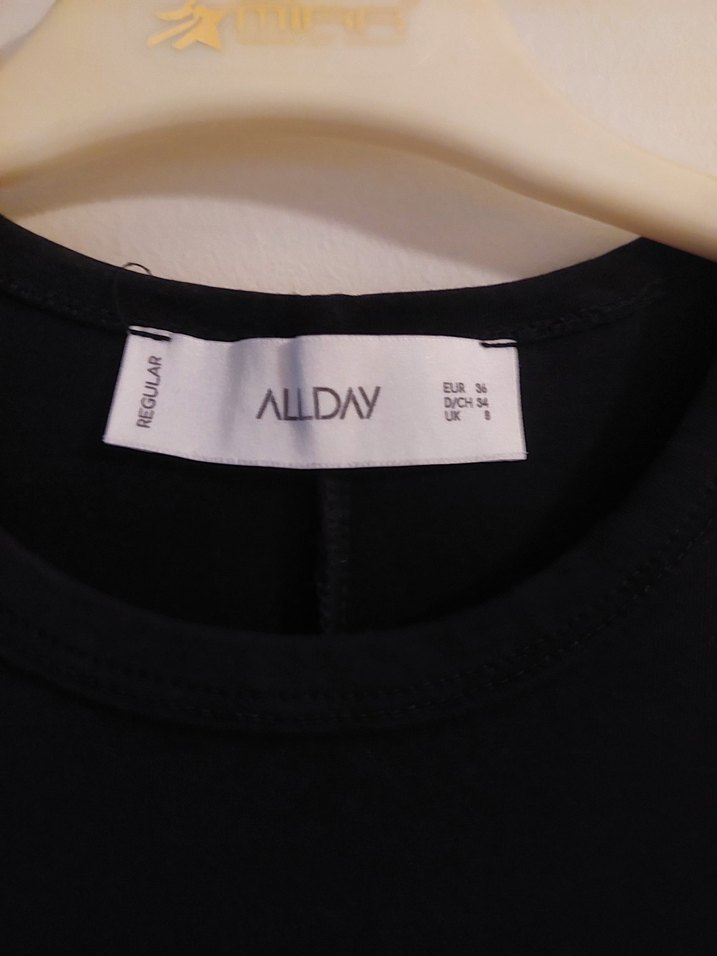 REGULAR
ALLDAY
EUR 36
D/CH 34
UK 8